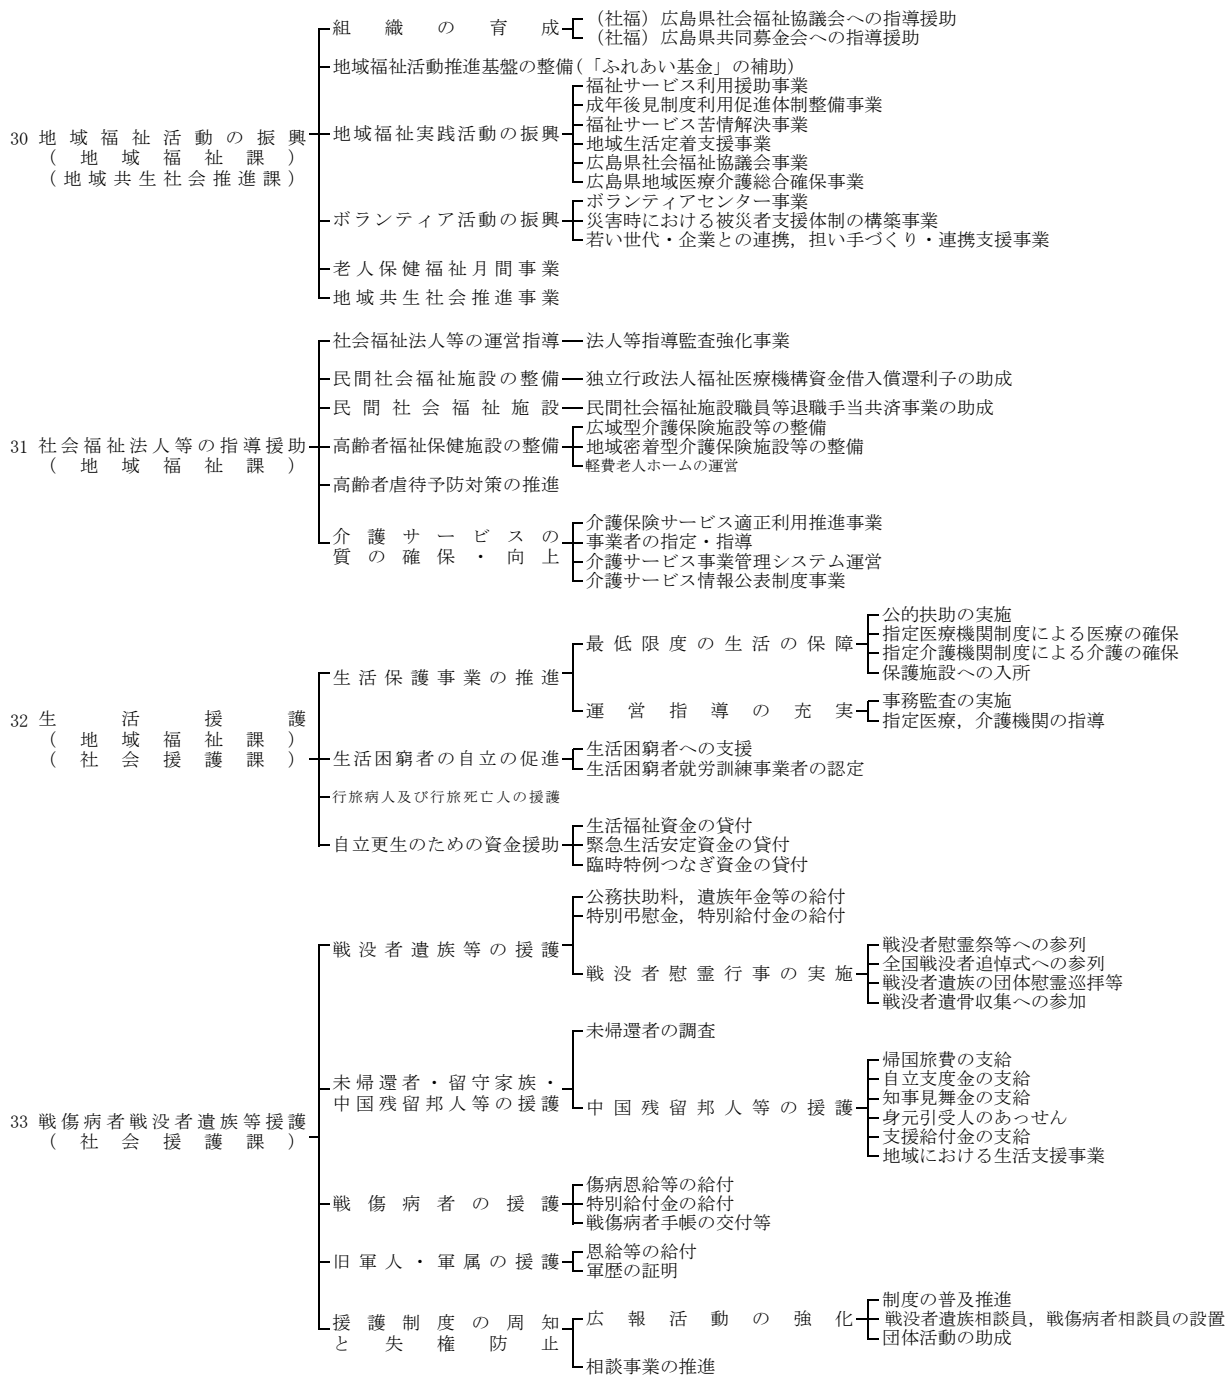 30 地域福祉活動の振興
（地域福祉課）
（地域共生社会推進課）
組織の育成
（社福）広島県社会福祉協議会への指導援助
（社福）広島県共同募金会への指導援助
地域福祉活動推進基盤の整備(「ふれあい基金」の補助)
地域福祉実践活動の振興
福祉サービス利用援助事業
成年後見制度利用促進体制整備事業
福祉サービス苦情解決事業
地域生活定着支援事業
広島県社会福祉協議会事業
広島県地域医療介護総合確保事業
ボランティア活動の振興
ボランティアセンター事業
災害時における被災者支援体制の構築事業
若い世代・企業との連携，担い手づくり・連携支援事業
老人保健福祉月間事業
地域共生社会推進事業
31 社会福祉法人等の指導援助
（地域福祉課）
社会福祉法人等の運営指導
法人等指導監査強化事業
民間社会福祉施設の整備
独立行政法人福祉医療機構資金借入償還利子の助成
民間社会福祉施設
民間社会福祉施設職員等退職手当共済事業の助成
高齢者福祉保健施設の整備
広域型介護保険施設等の整備
地域密着型介護保険施設等の整備
軽費老人ホームの運営
高齢者虐待予防対策の推進
介護サービスの
質の確保・向上
介護保険サービス適正利用推進事業
事業者の指定・指導
介護サービス事業管理システム運営
介護サービス情報公表制度事業
32 生活援護
（地域福祉課）
（社会援護課）
生活保護事業の推進
最低限度の生活の保障
公的扶助の実施
指定医療機関制度による医療の確保
指定介護機関制度による介護の確保
保護施設への入所
運営指導の充実
事務監査の実施
指定医療，介護機関の指導
生活困窮者の自立の促進
生活困窮者への支援
生活困窮者就労訓練事業者の認定
行旅病人及び行旅死亡人の援護
自立更生のための資金援助
生活福祉資金の貸付
緊急生活安定資金の貸付
臨時特例つなぎ資金の貸付
33 戦傷病者戦没者遺族等援護
（社会援護課）
戦没者遺族等の援護
公務扶助料，遺族年金等の給付
特別弔慰金，特別給付金の給付
戦没者慰霊行事の実施
戦没者慰霊祭等への参列
全国戦没者追悼式への参列
戦没者遺族の団体慰霊巡拝等
戦没者遺骨収集への参加
未帰還者・留守家族・
中国残留邦人等の援護
未帰還者の調査
中国残留邦人等の援護
帰国旅費の支給
自立支度金の支給
知事見舞金の支給
身元引受人のあっせん
支援給付金の支給
地域における生活支援事業
戦傷病者の援護
傷病恩給等の給付
特別給付金の給付
戦傷病者手帳の交付等
旧軍人・軍属の援護
恩給等の給付
軍歴の証明
援護制度の周知
と失権防止
広報活動の強化
制度の普及推進
戦没者遺族相談員，戦傷病者相談員の設置
団体活動の助成
相談事業の推進